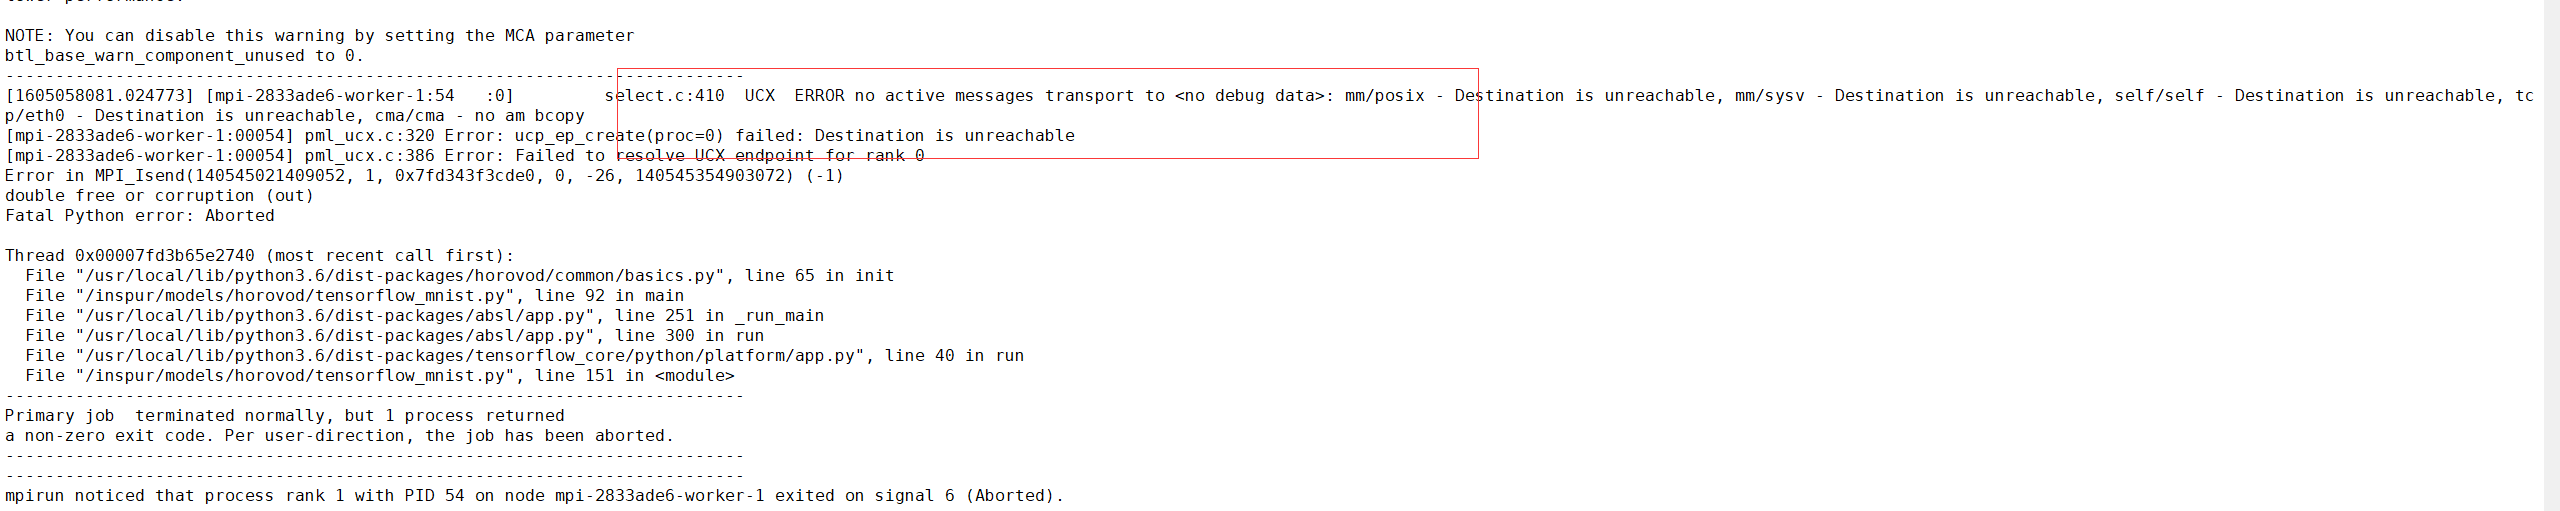 lower performance.
NOTE: You can disable this warning by setting the MCA parameter
btl_base_warn_component_unused to 0.
--------------------------------------------------------------------------
[1605058081.024773] [mpi-2833ade6-worker-1:54   :0]         select.c:410  UCX  ERROR no active messages transport to <no debug data>: mm/posix - Destination is unreachable, mm/sysv - Destination is unreachable, self/self - Destination is unreachable, tc
p/eth0 - Destination is unreachable, cma/cma - no am bcopy
[mpi-2833ade6-worker-1:00054] pml_ucx.c:320 Error: ucp_ep_create(proc=0) failed: Destination is unreachable
[mpi-2833ade6-worker-1:00054] pml_ucx.c:386 Error: Failed to resolve UCX endpoint for rank 0
Error in MPI_Isend(140545021409052, 1, 0x7fd343f3cde0, 0, -26, 140545354903072) (-1)
double free or corruption (out)
Fatal Python error: Aborted
Thread 0x00007fd3b65e2740 (most recent call first):
  File "/usr/local/lib/python3.6/dist-packages/horovod/common/basics.py", line 65 in init
  File "/inspur/models/horovod/tensorflow_mnist.py", line 92 in main
  File "/usr/local/lib/python3.6/dist-packages/absl/app.py", line 251 in _run_main
  File "/usr/local/lib/python3.6/dist-packages/absl/app.py", line 300 in run
  File "/usr/local/lib/python3.6/dist-packages/tensorflow_core/python/platform/app.py", line 40 in run
  File "/inspur/models/horovod/tensorflow_mnist.py", line 151 in <module>
--------------------------------------------------------------------------
Primary job  terminated normally, but 1 process returned
a non-zero exit code. Per user-direction, the job has been aborted.
--------------------------------------------------------------------------
--------------------------------------------------------------------------
mpirun noticed that process rank 1 with PID 54 on node mpi-2833ade6-worker-1 exited on signal 6 (Aborted).